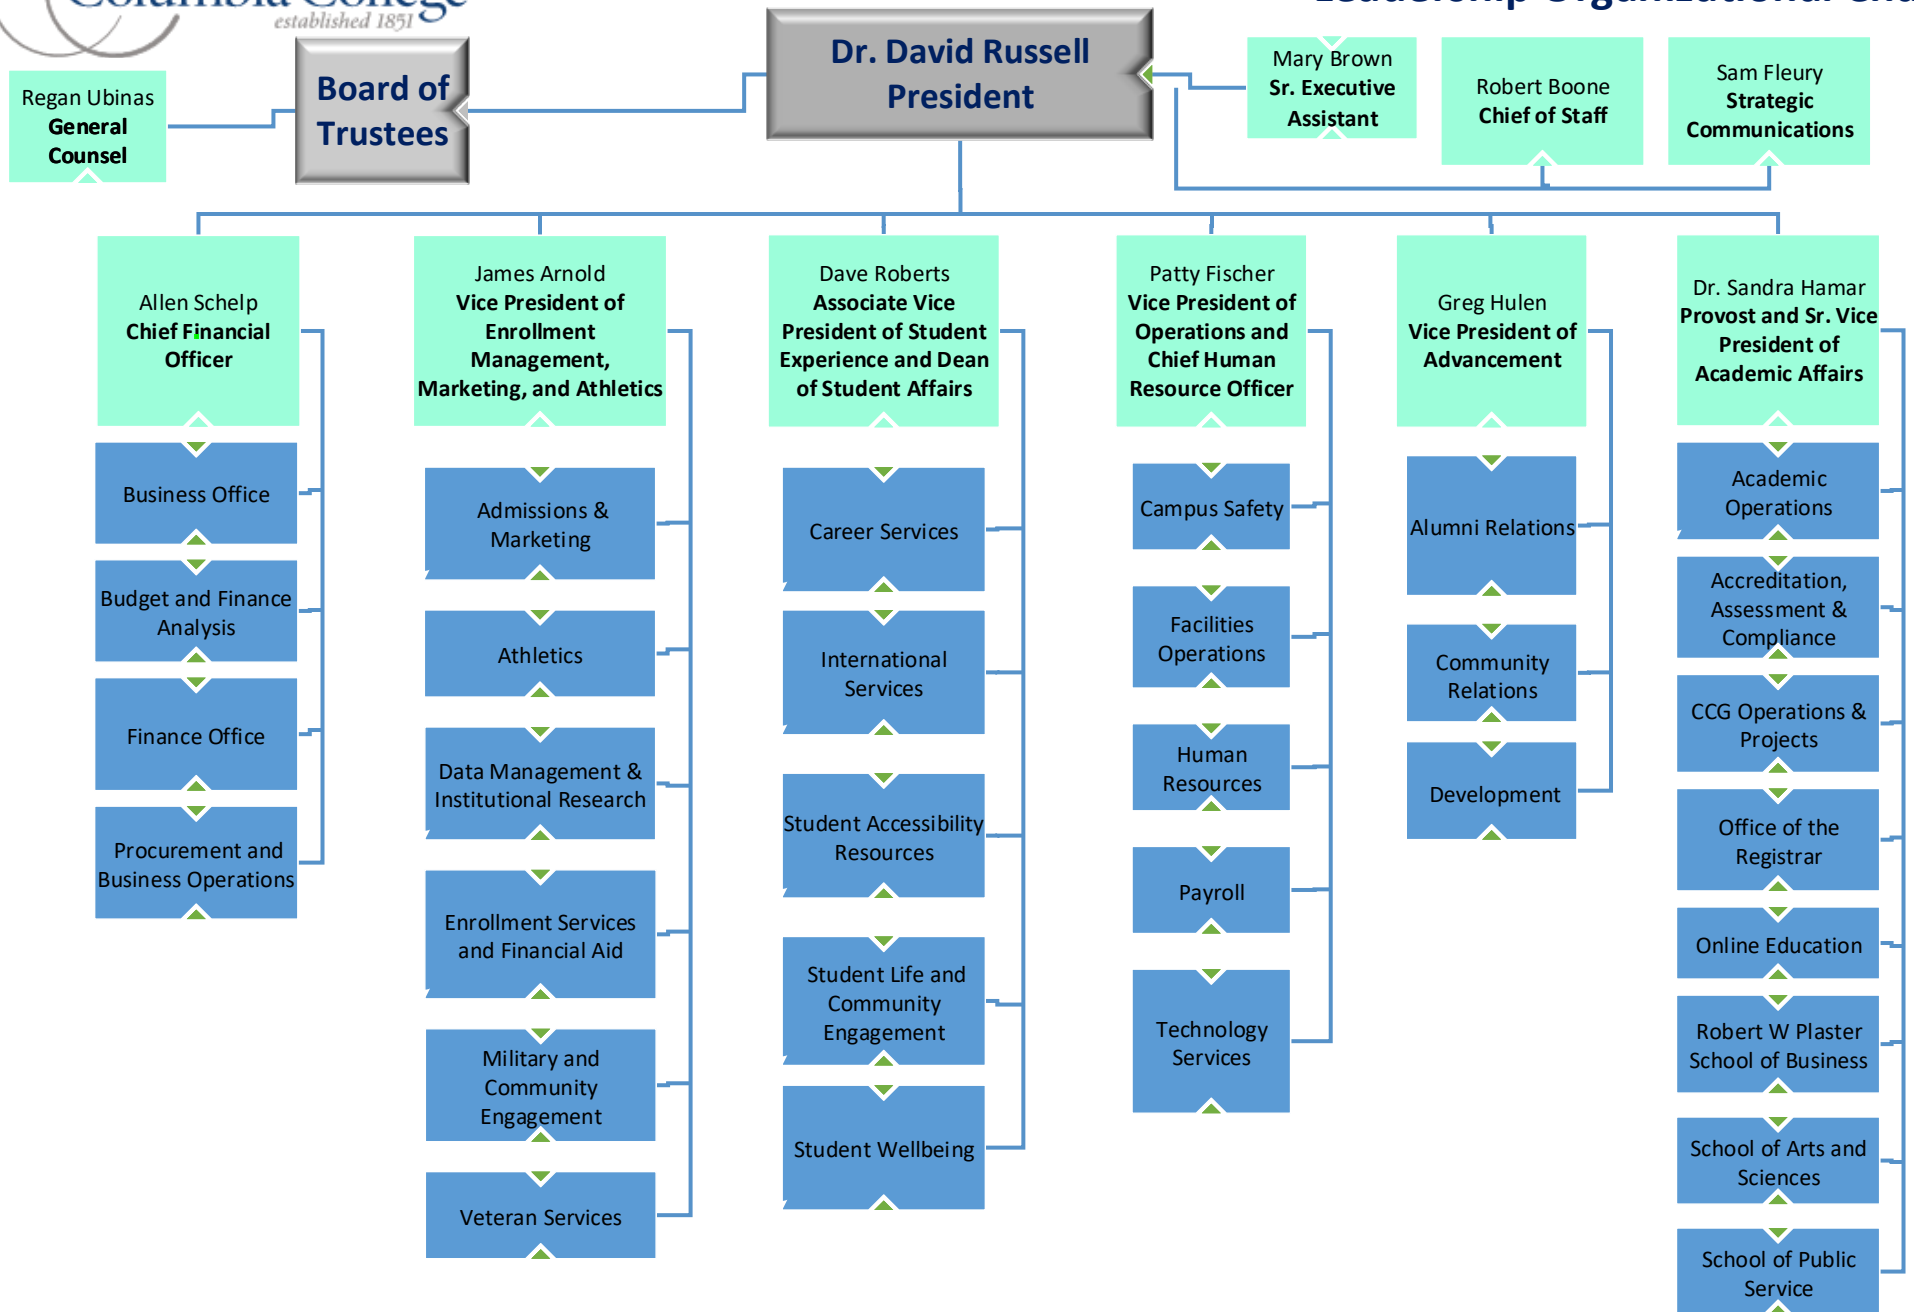 established 1851
Regan Ubinas
General
Counsel
Board of
Trustees
Dr. David Russell
President
Mary Brown
Sr. Executive
Assistant
Robert Boone
Chief of Staff
Sam Fleury
Strategic
Communications
Allen Schelp
Chief Financial
Officer
Business Office
Budget and Finance
Analysis
Finance Office
Procurement and
Business Operations
James Arnold
Vice President of
Enrollment
Management,
Marketing, and Athletics
Admissions &
Marketing
Athletics
Data Management &
Institutional Research
Enrollment Services
and Financial Aid
Military and
Community
Engagement
Veteran Services
Dave Roberts
Associate Vice
President of Student
Experience and Dean
of Student Affairs
Career Services
International
Services
Student Accessibility
Resources
Student Life and
Community
Engagement
Student Wellbeing
Patty Fischer
Vice President of
Operations and
Chief Human
Resource Officer
Campus Safety
Facilities
Operations
Human
Resources
Payroll
Technology
Services
Greg Hulen
Vice President of
Advancement
Alumni Relations
Community
Relations
Development
Dr. Sandra Hamar
Provost and Sr. Vice
President of
Academic Affairs
Academic
Operations
Accreditation,
Assessment &
Compliance
CCG Operations &
Projects
Office of the
Registrar
Online Education
Robert W Plaster
School of Business
School of Arts and
Sciences
School of Public
Service